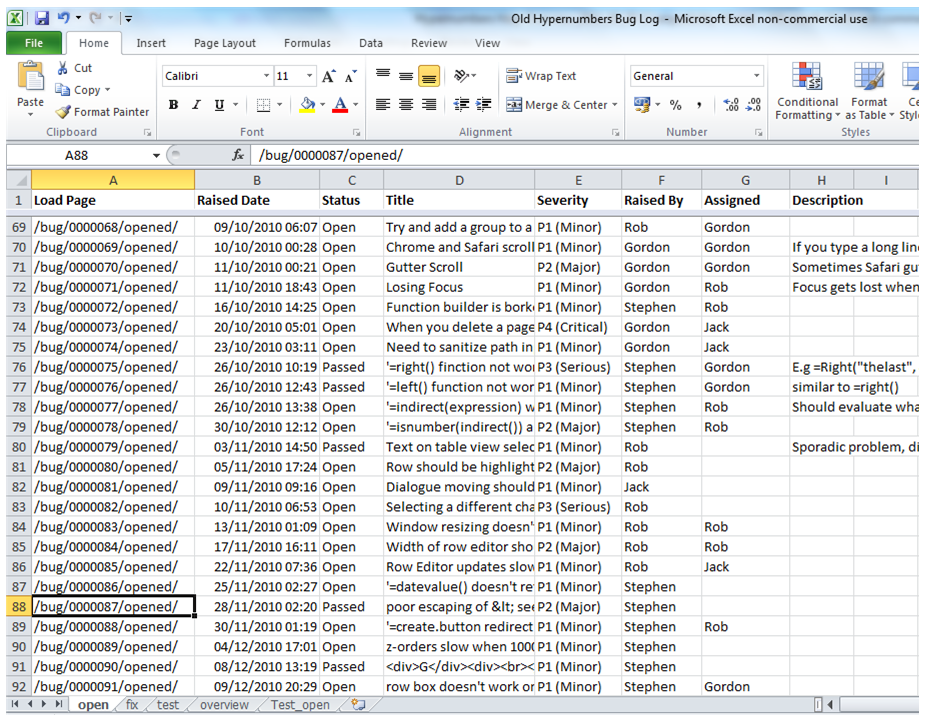 Old Hypernumbers Bug Log - Microsoft Excel non-commercial use
File Home Insert Page Layout Formulas Data Review View
Paste Cut Copy Format Painter
Calibri 11 A A B I U A
Wrap Text Merge & Center
General % , .0 .00 .00 .0
Conditional Formatting Format as Table Ce Styl
Clipboard Font Alignment Number Styles
A88 fx /bug/0000087/opened/
A B C D E F G H I
1 Load Page Raised Date Status Title Severity Raised By Assigned Description
69 /bug/0000068/opened/ 09/10/2010 06:07 Open Try and add a group to a P1 (Minor) Rob Gordon
70 /bug/0000069/opened/ 10/10/2010 00:28 Open Chrome and Safari scroll P1 (Minor) Gordon Gordon If you type a long line
71 /bug/0000070/opened/ 11/10/2010 00:21 Open Gutter Scroll P2 (Major) Gordon Gordon Sometimes Safari gu
72 /bug/0000071/opened/ 11/10/2010 18:43 Open Losing Focus P1 (Minor) Gordon Rob Focus gets lost when
73 /bug/0000072/opened/ 16/10/2010 14:25 Open Function builder is bork P1 (Minor) Stephen Rob
74 /bug/0000073/opened/ 20/10/2010 05:01 Open When you delete a page P4 (Critical) Gordon Jack
75 /bug/0000074/opened/ 23/10/2010 03:11 Open Need to sanitize path in P1 (Minor) Gordon Jack
76 /bug/0000075/opened/ 26/10/2010 10:19 Passed '=right() finction not wor P3 (Serious) Stephen Gordon E.g =Right("thelast",
77 /bug/0000076/opened/ 26/10/2010 12:43 Passed '=left() function not wor P1 (Minor) Stephen Gordon similar to =right()
78 /bug/0000077/opened/ 26/10/2010 13:38 Open '=indirect(expression) w P1 (Minor) Stephen Rob Should evaluate wha
79 /bug/0000078/opened/ 30/10/2010 12:12 Open '=isnumber(indirect()) a P2 (Major) Stephen Rob
80 /bug/0000079/opened/ 03/11/2010 14:50 Passed Text on table view selec P1 (Minor) Rob Sporadic problem, di
81 /bug/0000080/opened/ 05/11/2010 17:24 Open Row should be highlight P2 (Major) Rob
82 /bug/0000081/opened/ 09/11/2010 09:16 Open Dialogue moving should P1 (Minor) Jack
83 /bug/0000082/opened/ 10/11/2010 06:53 Open Selecting a different cha P3 (Serious) Rob
84 /bug/0000083/opened/ 13/11/2010 01:09 Open Window resizing doesn' P1 (Minor) Rob Rob
85 /bug/0000084/opened/ 17/11/2010 16:11 Open Width of row editor sho P2 (Major) Rob Rob
86 /bug/0000085/opened/ 22/11/2010 07:36 Open Row Editor updates slow P1 (Minor) Rob Jack
87 /bug/0000086/opened/ 25/11/2010 02:27 Open '=datevalue() doesn't re P1 (Minor) Stephen
88 /bug/0000087/opened/ 28/11/2010 02:20 Passed poor escaping of &lt; see P2 (Major) Stephen
89 /bug/0000088/opened/ 30/11/2010 01:19 Open '=create.button redirect P1 (Minor) Stephen Rob
90 /bug/0000089/opened/ 04/12/2010 17:01 Open z-orders slow when 1000 P1 (Minor) Stephen
91 /bug/0000090/opened/ 08/12/2010 13:19 Passed <div>G</div><div><br>< P1 (Minor) Stephen
92 /bug/0000091/opened/ 09/12/2010 20:29 Open row box doesn't work or P1 (Minor) Stephen Gordon
open fix test overview Test_open